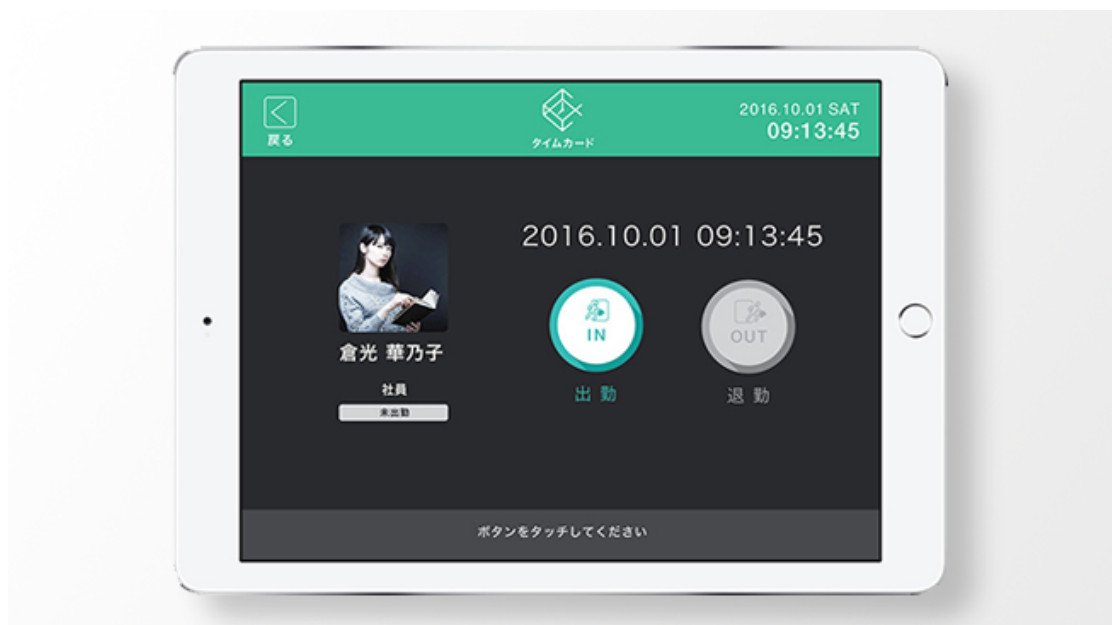 戻る
タイムカード
2016.10.01 SAT
09:13:45
2016.10.01 09:13:45
倉光 華乃子
社員
未出勤
IN
出勤
OUT
退勤
ボタンをタッチしてください